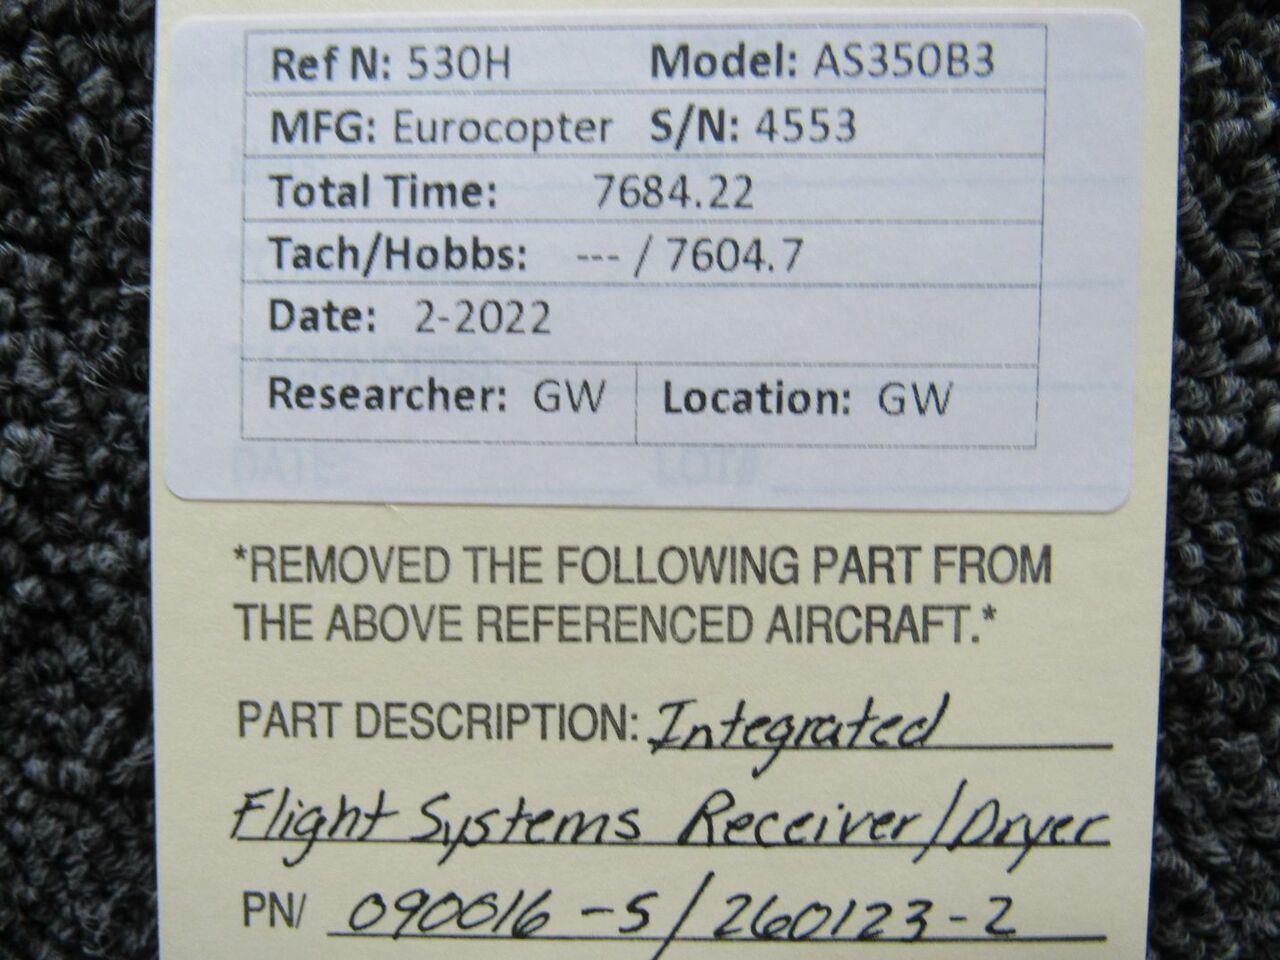 Ref N: 530H Model: AS350B3
MFG: Eurocopter S/N: 4553
Total Time: 7684.22
Tach/Hobbs: --- / 7604.7
Date: 2-2022
Researcher: GW Location: GW
DATE LOT#
*REMOVED THE FOLLOWING PART FROM
THE ABOVE REFERENCED AIRCRAFT.*
PART DESCRIPTION: Integrated
Flight Systems Receiver/Dryer
PN/ 090016-S/260123-2